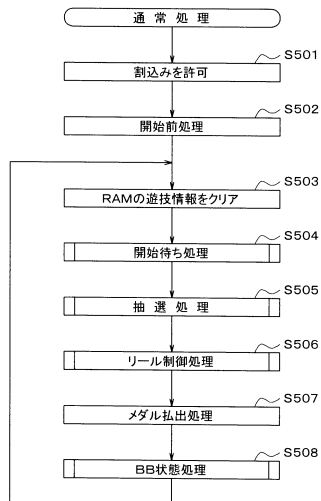 通常処理
S501
割込みを許可
S502
開始前処理
S503
RAMの遊技情報をクリア
S504
開始待ち処理
S505
抽選処理
S506
リール制御処理
S507
メダル払出処理
S508
BB状態処理